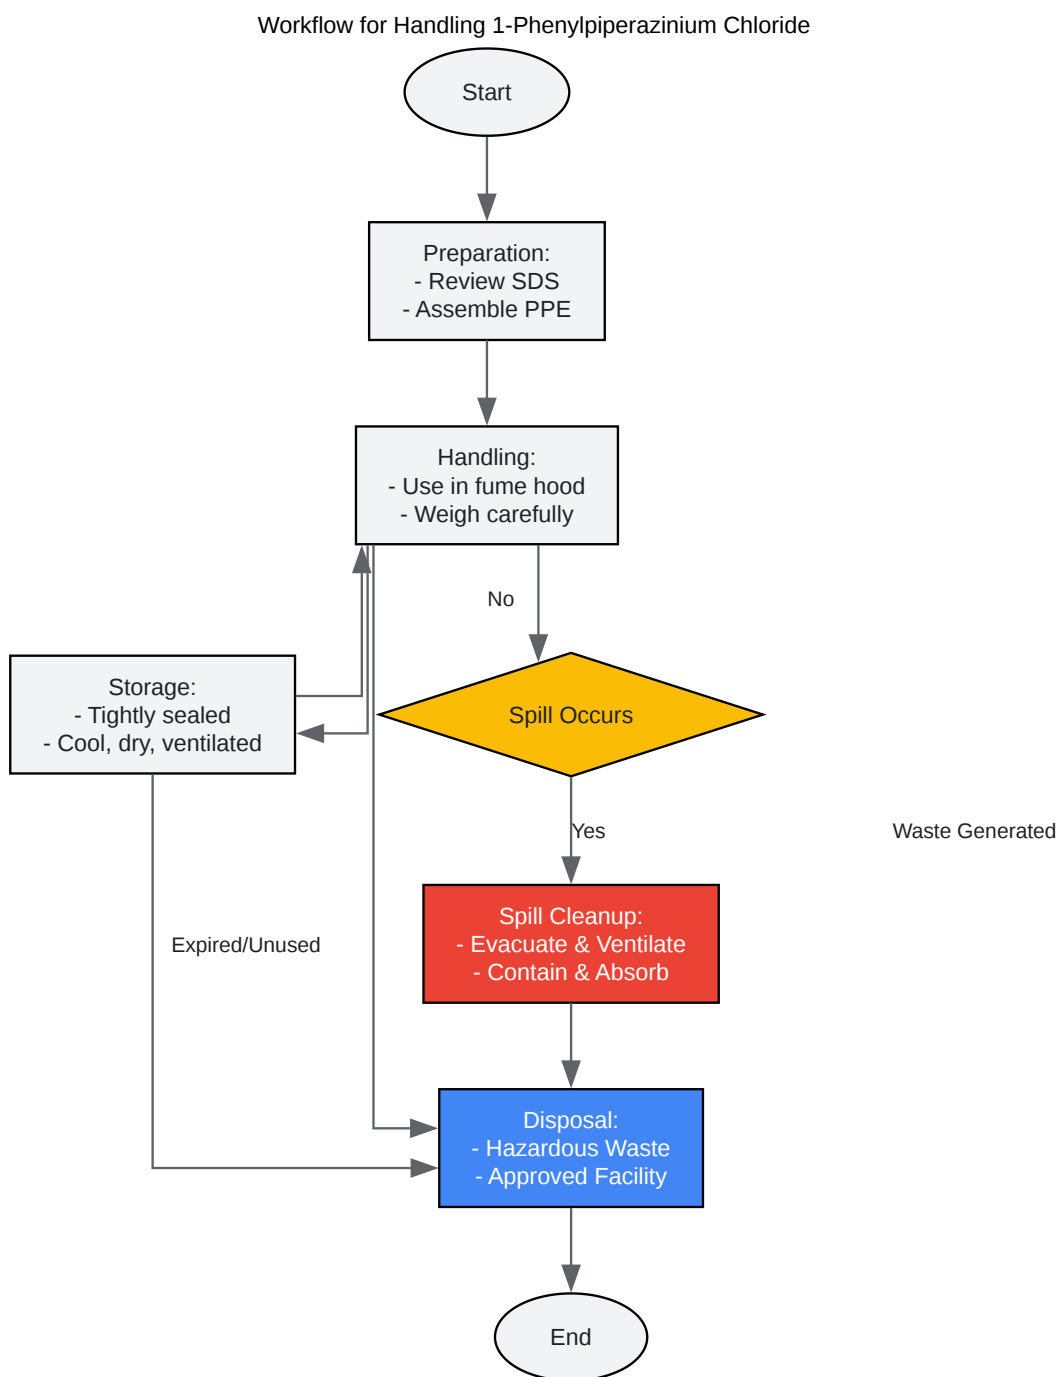 Workflow for Handling 1-Phenylpiperazinium Chloride
Start
Preparation:
- Review SDS
- Assemble PPE
Handling:
- Use in fume hood
- Weigh carefully
No
Storage:
- Tightly sealed
- Cool, dry, ventilated
Spill Occurs
Yes
Waste Generated
Spill Cleanup:
- Evacuate & Ventilate
- Contain & Absorb
Expired/Unused
Disposal:
- Hazardous Waste
- Approved Facility
End